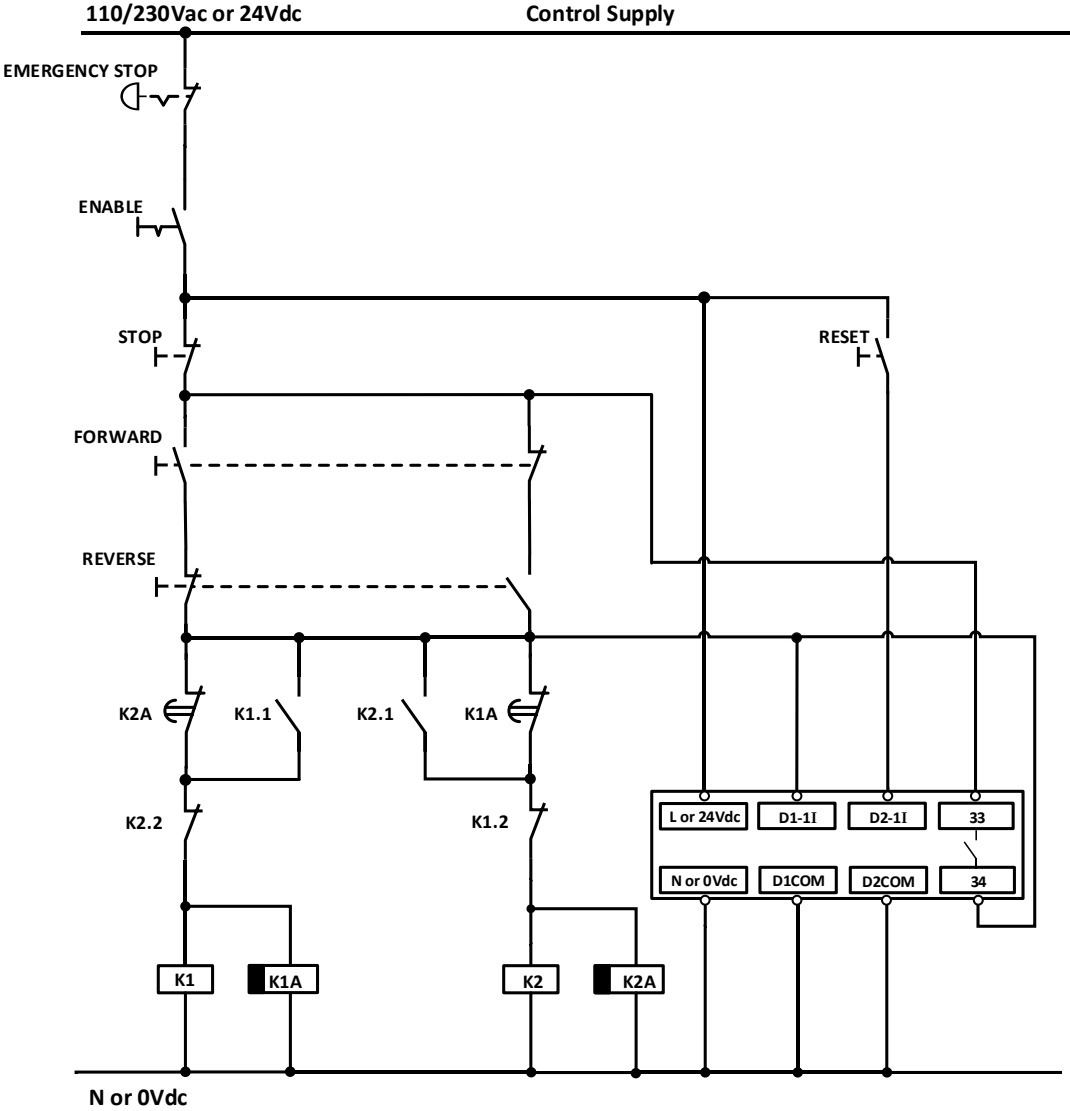 110/230Vac or 24Vdc
Control Supply
EMERGENCY STOP
ENABLE
STOP
RESET
FORWARD
REVERSE
K2A
K1.1
K2.1
K1A
K2.2
K1.2
L or 24Vdc
D1-1I
D2-1I
33
N or 0Vdc
D1COM
D2COM
34
K1
K1A
K2
K2A
N or 0Vdc